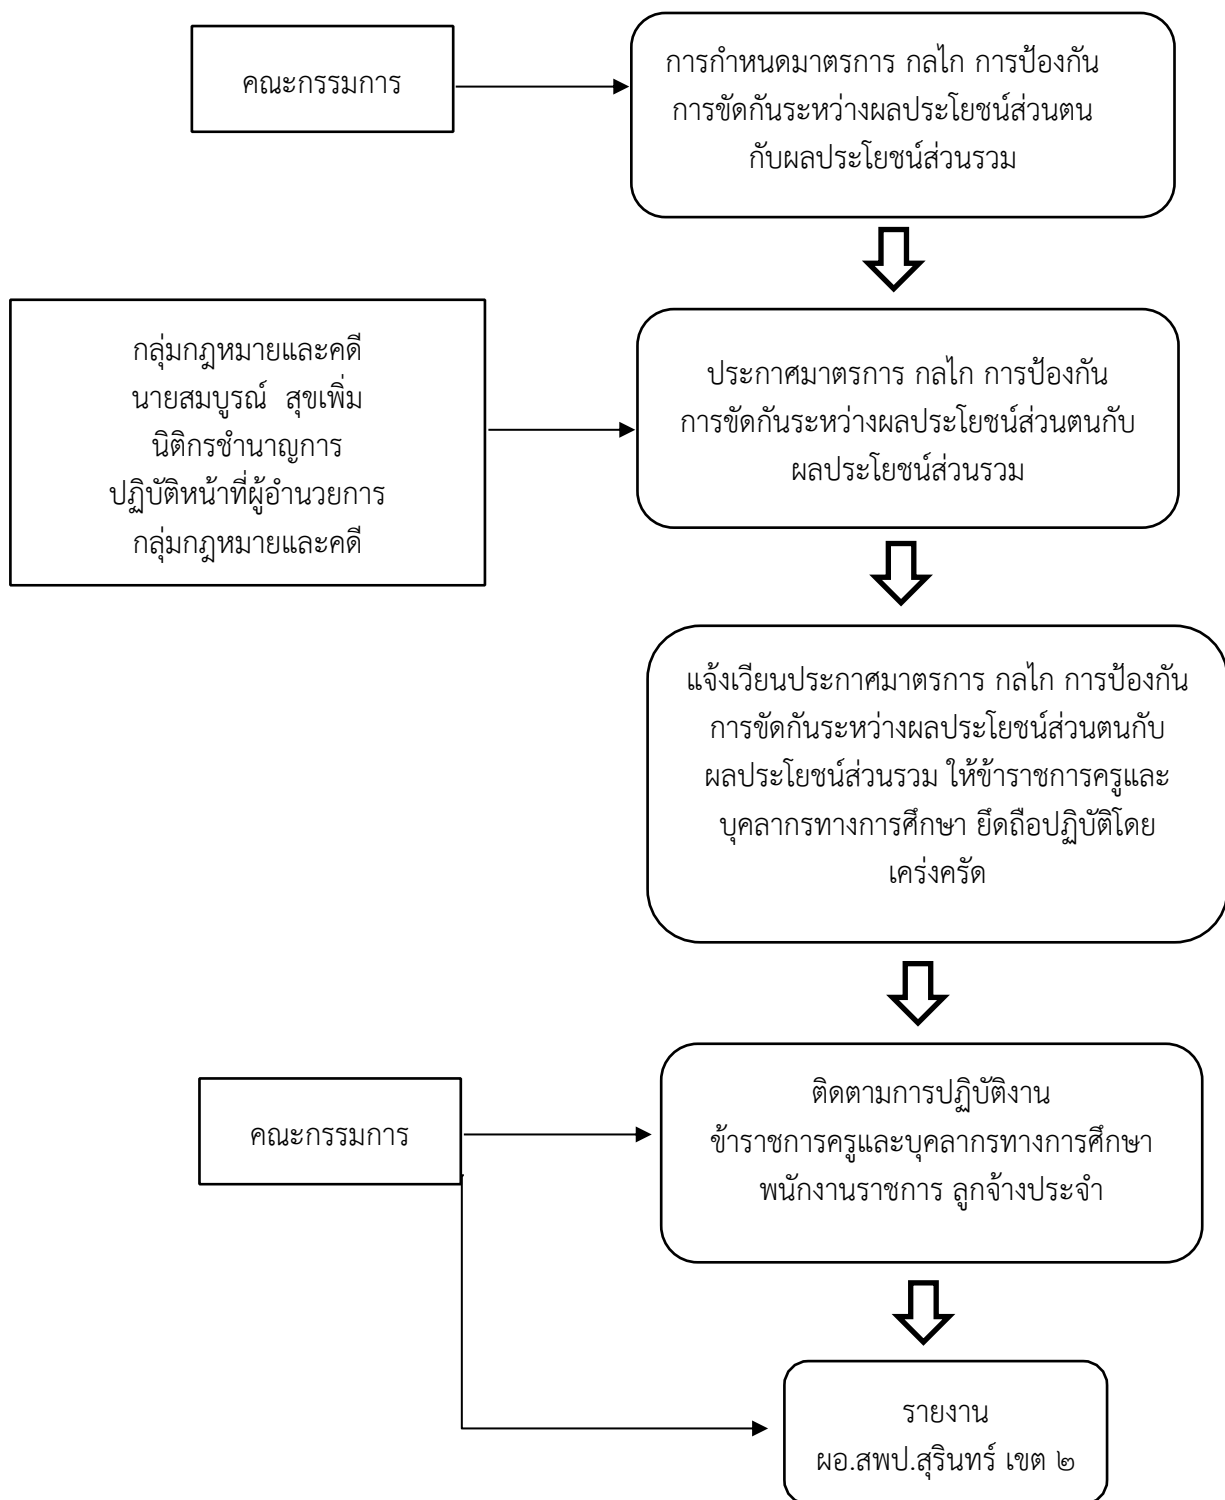 คณะกรรมการ
การกำหนดมาตรการ กลไก การป้องกัน
การขัดกันระหว่างผลประโยชน์ส่วนตน
กับผลประโยชน์ส่วนรวม
กลุ่มกฎหมายและคดี
นายสมบูรณ์  สุขเพิ่ม
นิติกรชำนาญการ
ปฏิบัติหน้าที่ผู้อำนวยการ
กลุ่มกฎหมายและคดี
ประกาศมาตรการ กลไก การป้องกัน
การขัดกันระหว่างผลประโยชน์ส่วนตนกับ
ผลประโยชน์ส่วนรวม
แจ้งเวียนประกาศมาตรการ กลไก การป้องกัน
การขัดกันระหว่างผลประโยชน์ส่วนตนกับ
ผลประโยชน์ส่วนรวม ให้ข้าราชการครูและ
บุคลากรทางการศึกษา ยึดถือปฏิบัติโดย
เคร่งครัด
คณะกรรมการ
ติดตามการปฏิบัติงาน
ข้าราชการครูและบุคลากรทางการศึกษา
พนักงานราชการ ลูกจ้างประจำ
รายงาน
ผอ.สพป.สุรินทร์ เขต ๒